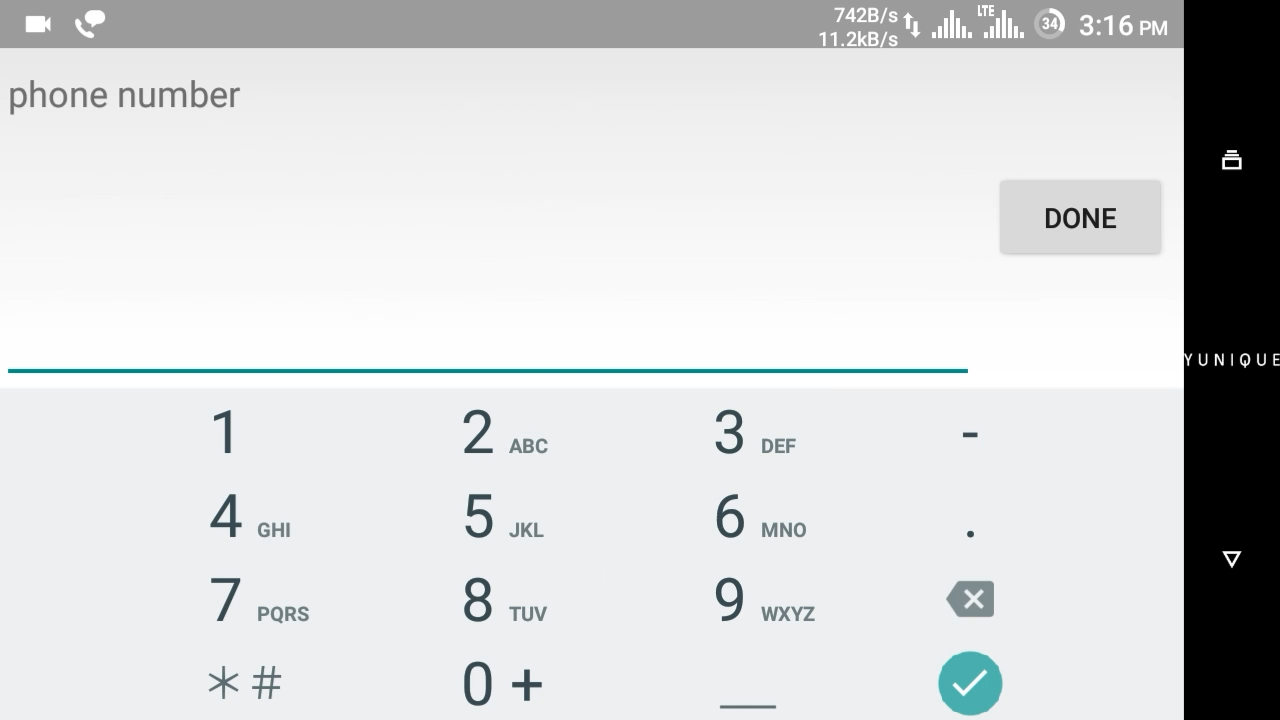 742B/s
11.2kB/s
LTE
34
3:16 PM
phone number
DONE
YUNIQUE
1 2 ABC 3 DEF -
4 GHI 5 JKL 6 MNO .
7 PQRS 8 TUV 9 WXYZ
*# 0 + _